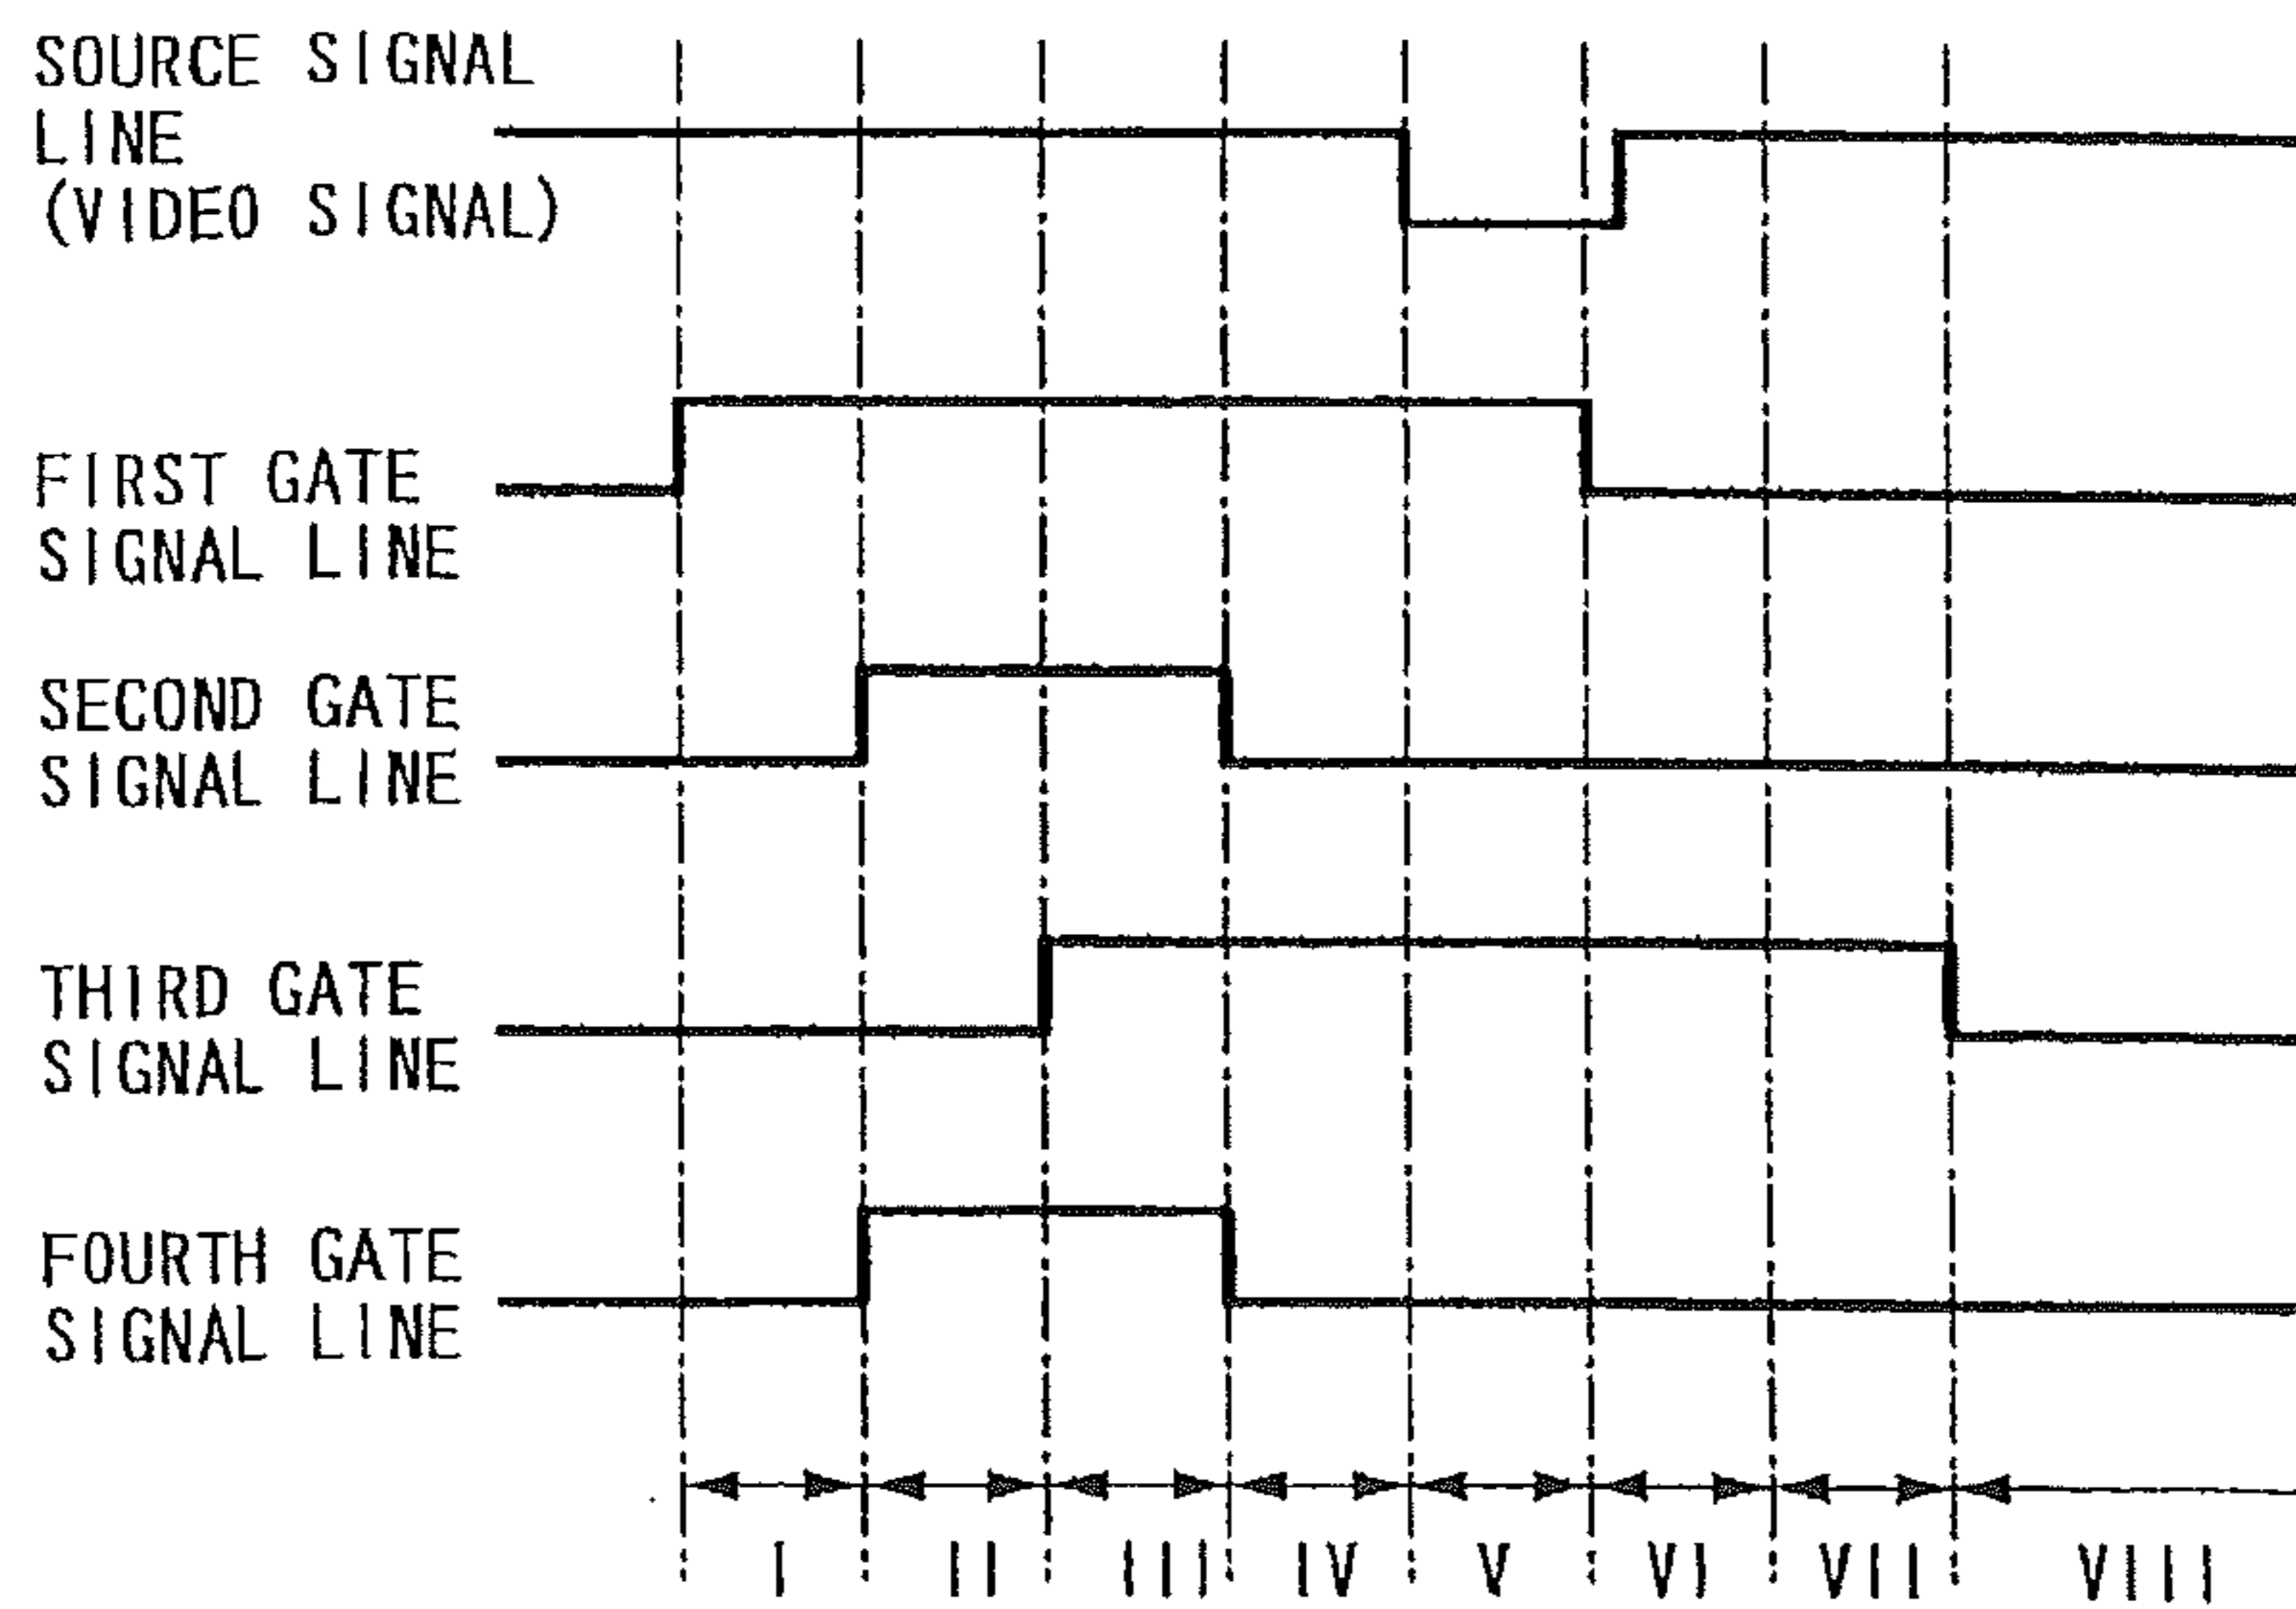 SOURCE SIGNAL
LINE
(VIDEO SIGNAL)
FIRST GATE
SIGNAL LINE
SECOND GATE
SIGNAL LINE
THIRD GATE
SIGNAL LINE
FOURTH GATE
SIGNAL LINE
I II III IV V VI VII VIII